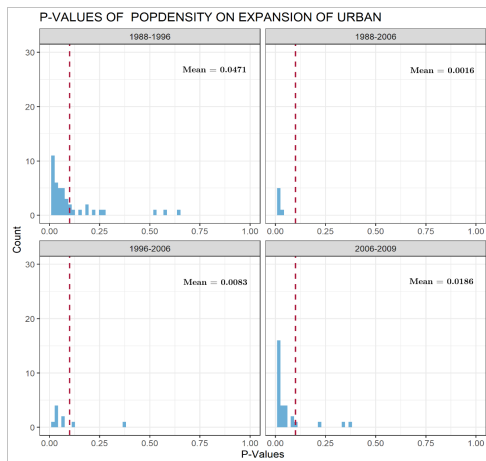 P-VALUES OF POPDENSITY ON EXPANSION OF URBAN
1988-1996
1988-2006
30
20
10
0
Mean = 0.0471
Mean = 0.0016
0.00 0.25 0.50 0.75 1.00
0.00 0.25 0.50 0.75 1.00
1996-2006
2006-2009
30
20
10
0
Mean = 0.0083
Mean = 0.0186
0.00 0.25 0.50 0.75 1.00
0.00 0.25 0.50 0.75 1.00
Count
P-Values